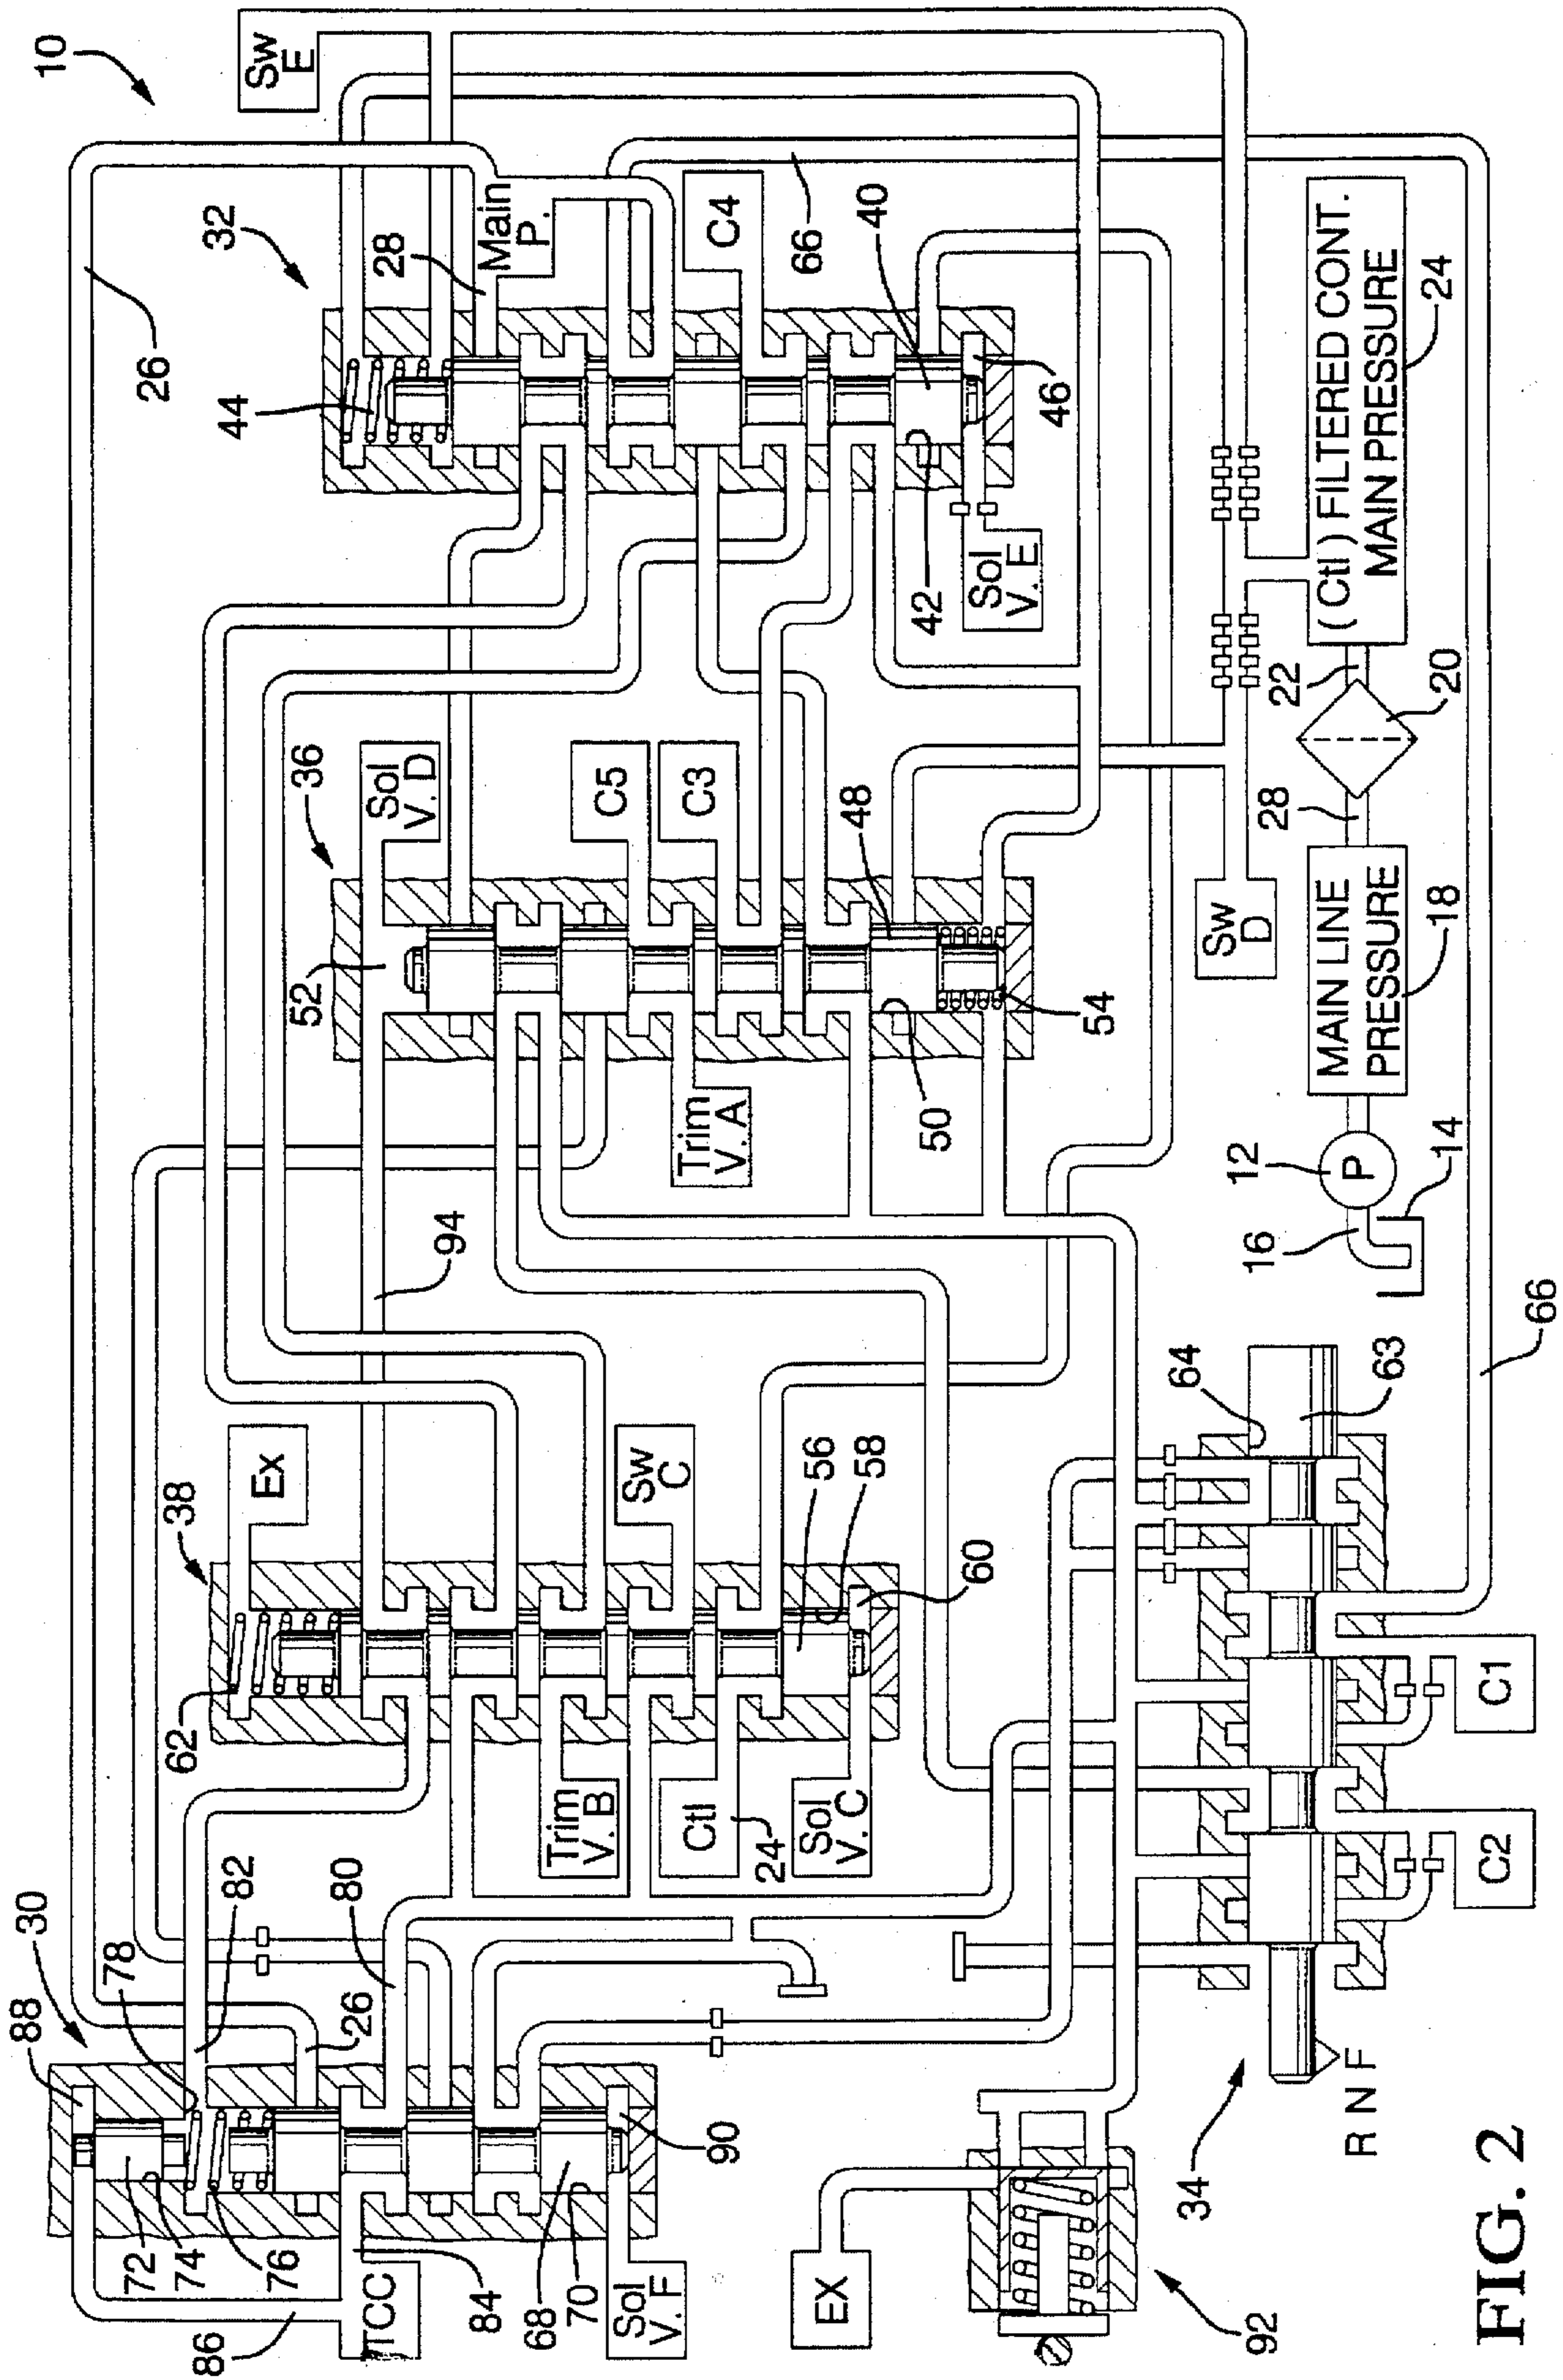 10
Sw
E
26
32
28
Main
P.
44
C4
66
40
46
42
Sol
V. E
36
Sol
V. D
52
C5
C3
48
54
50
Trim
V. A
94
Sw
D
( Ctl ) FILTERED CONT.
MAIN PRESSURE
24
22
20
28
MAIN LINE
PRESSURE
18
12
P
14
16
66
38
Ex
62
Sw
C
56
58
60
Trim
V. B
Ctl
24
Sol
V. C
64
63
C1
C2
30
88
78
82
80
26
72
74
76
86
TCC
84
68
70
90
Sol
V. F
EX
92
34
R N F
FIG. 2